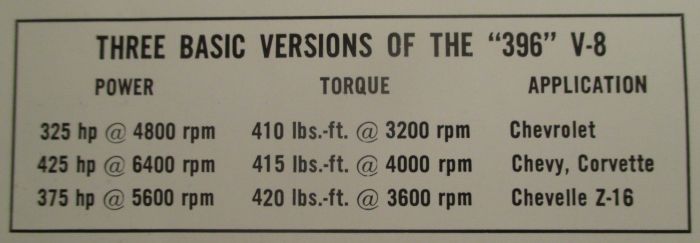 THREE BASIC VERSIONS OF THE “396” V-8
POWER TORQUE APPLICATION
325 hp @ 4800 rpm 410 lbs.-ft. @ 3200 rpm Chevrolet
425 hp @ 6400 rpm 415 lbs.-ft. @ 4000 rpm Chevy, Corvette
375 hp @ 5600 rpm 420 lbs.-ft. @ 3600 rpm Chevelle Z-16